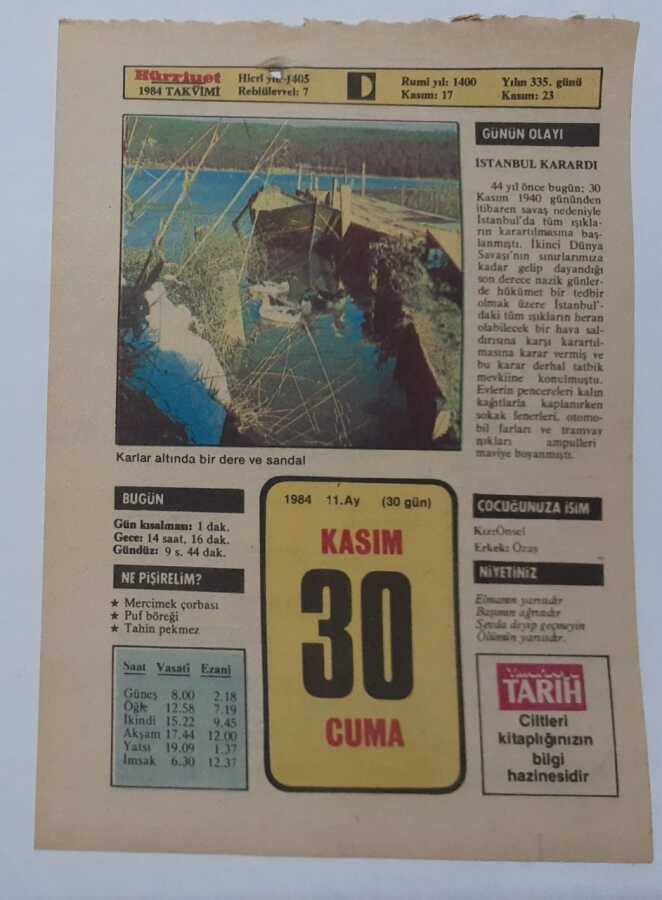 Hürriyet
1984 TAKVİMİ
Hicri yıl: 1405
Rebiülevvel: 7
Rumi yıl: 1400
Kasım: 17
Yılın 335. günü
Kasım: 23
Karlar altında bir dere ve sandal
GÜNÜN OLAYI
İSTANBUL KARARDI
44 yıl önce bugün: 30
Kasım 1940 gününden
itibaren savaş nedeniyle
İstanbul'da tüm ışıkla-
rın karartılmasına baş-
lanmıştı. İkinci Dünya
Savaşı'nın sınırlarımıza
kadar gelip dayandığı
son derece nazik günler-
de hükümet bir tedbir
olmak üzere İstanbul'-
daki tüm ışıkların heran
olabilecek bir hava sal-
dırısına karşı karartıl-
masına karar vermiş ve
bu karar derhal tatbik
mevkiine konulmuştu.
Evlerin pencereleri kalın
kağıtlarla kaplanırken
sokak fenerleri, otomo-
bil farları ve tramvay
ışıkları ampulleri
maviye boyanmıştı.
BUGÜN
Gün kısalması: 1 dak.
Gece: 14 saat, 16 dak.
Gündüz: 9 s. 44 dak.
NE PİŞİRELİM?
★ Mercimek çorbası
★ Puf böreği
★ Tahin pekmez
Saat Vasati Ezani
Güneş 8.00 2.18
Öğle 12.58 7.19
İkindi 15.22 9.45
Akşam 17.44 12.00
Yatsı 19.09 1.37
İmsak 6.30 12.37
1984 11.Ay (30 gün)
KASIM
30
CUMA
ÇOCUĞUNUZA İSİM
Kız: Önsel
Erkek: Özaş
NİYETİNİZ
Elmanın yarısıdır
Başımın ağrısıdır
Sevda deyip geçmeyin
Ölümün yarısıdır.
TARİH
Ciltleri
kitaplığınızın
bilgi
hazinesidir